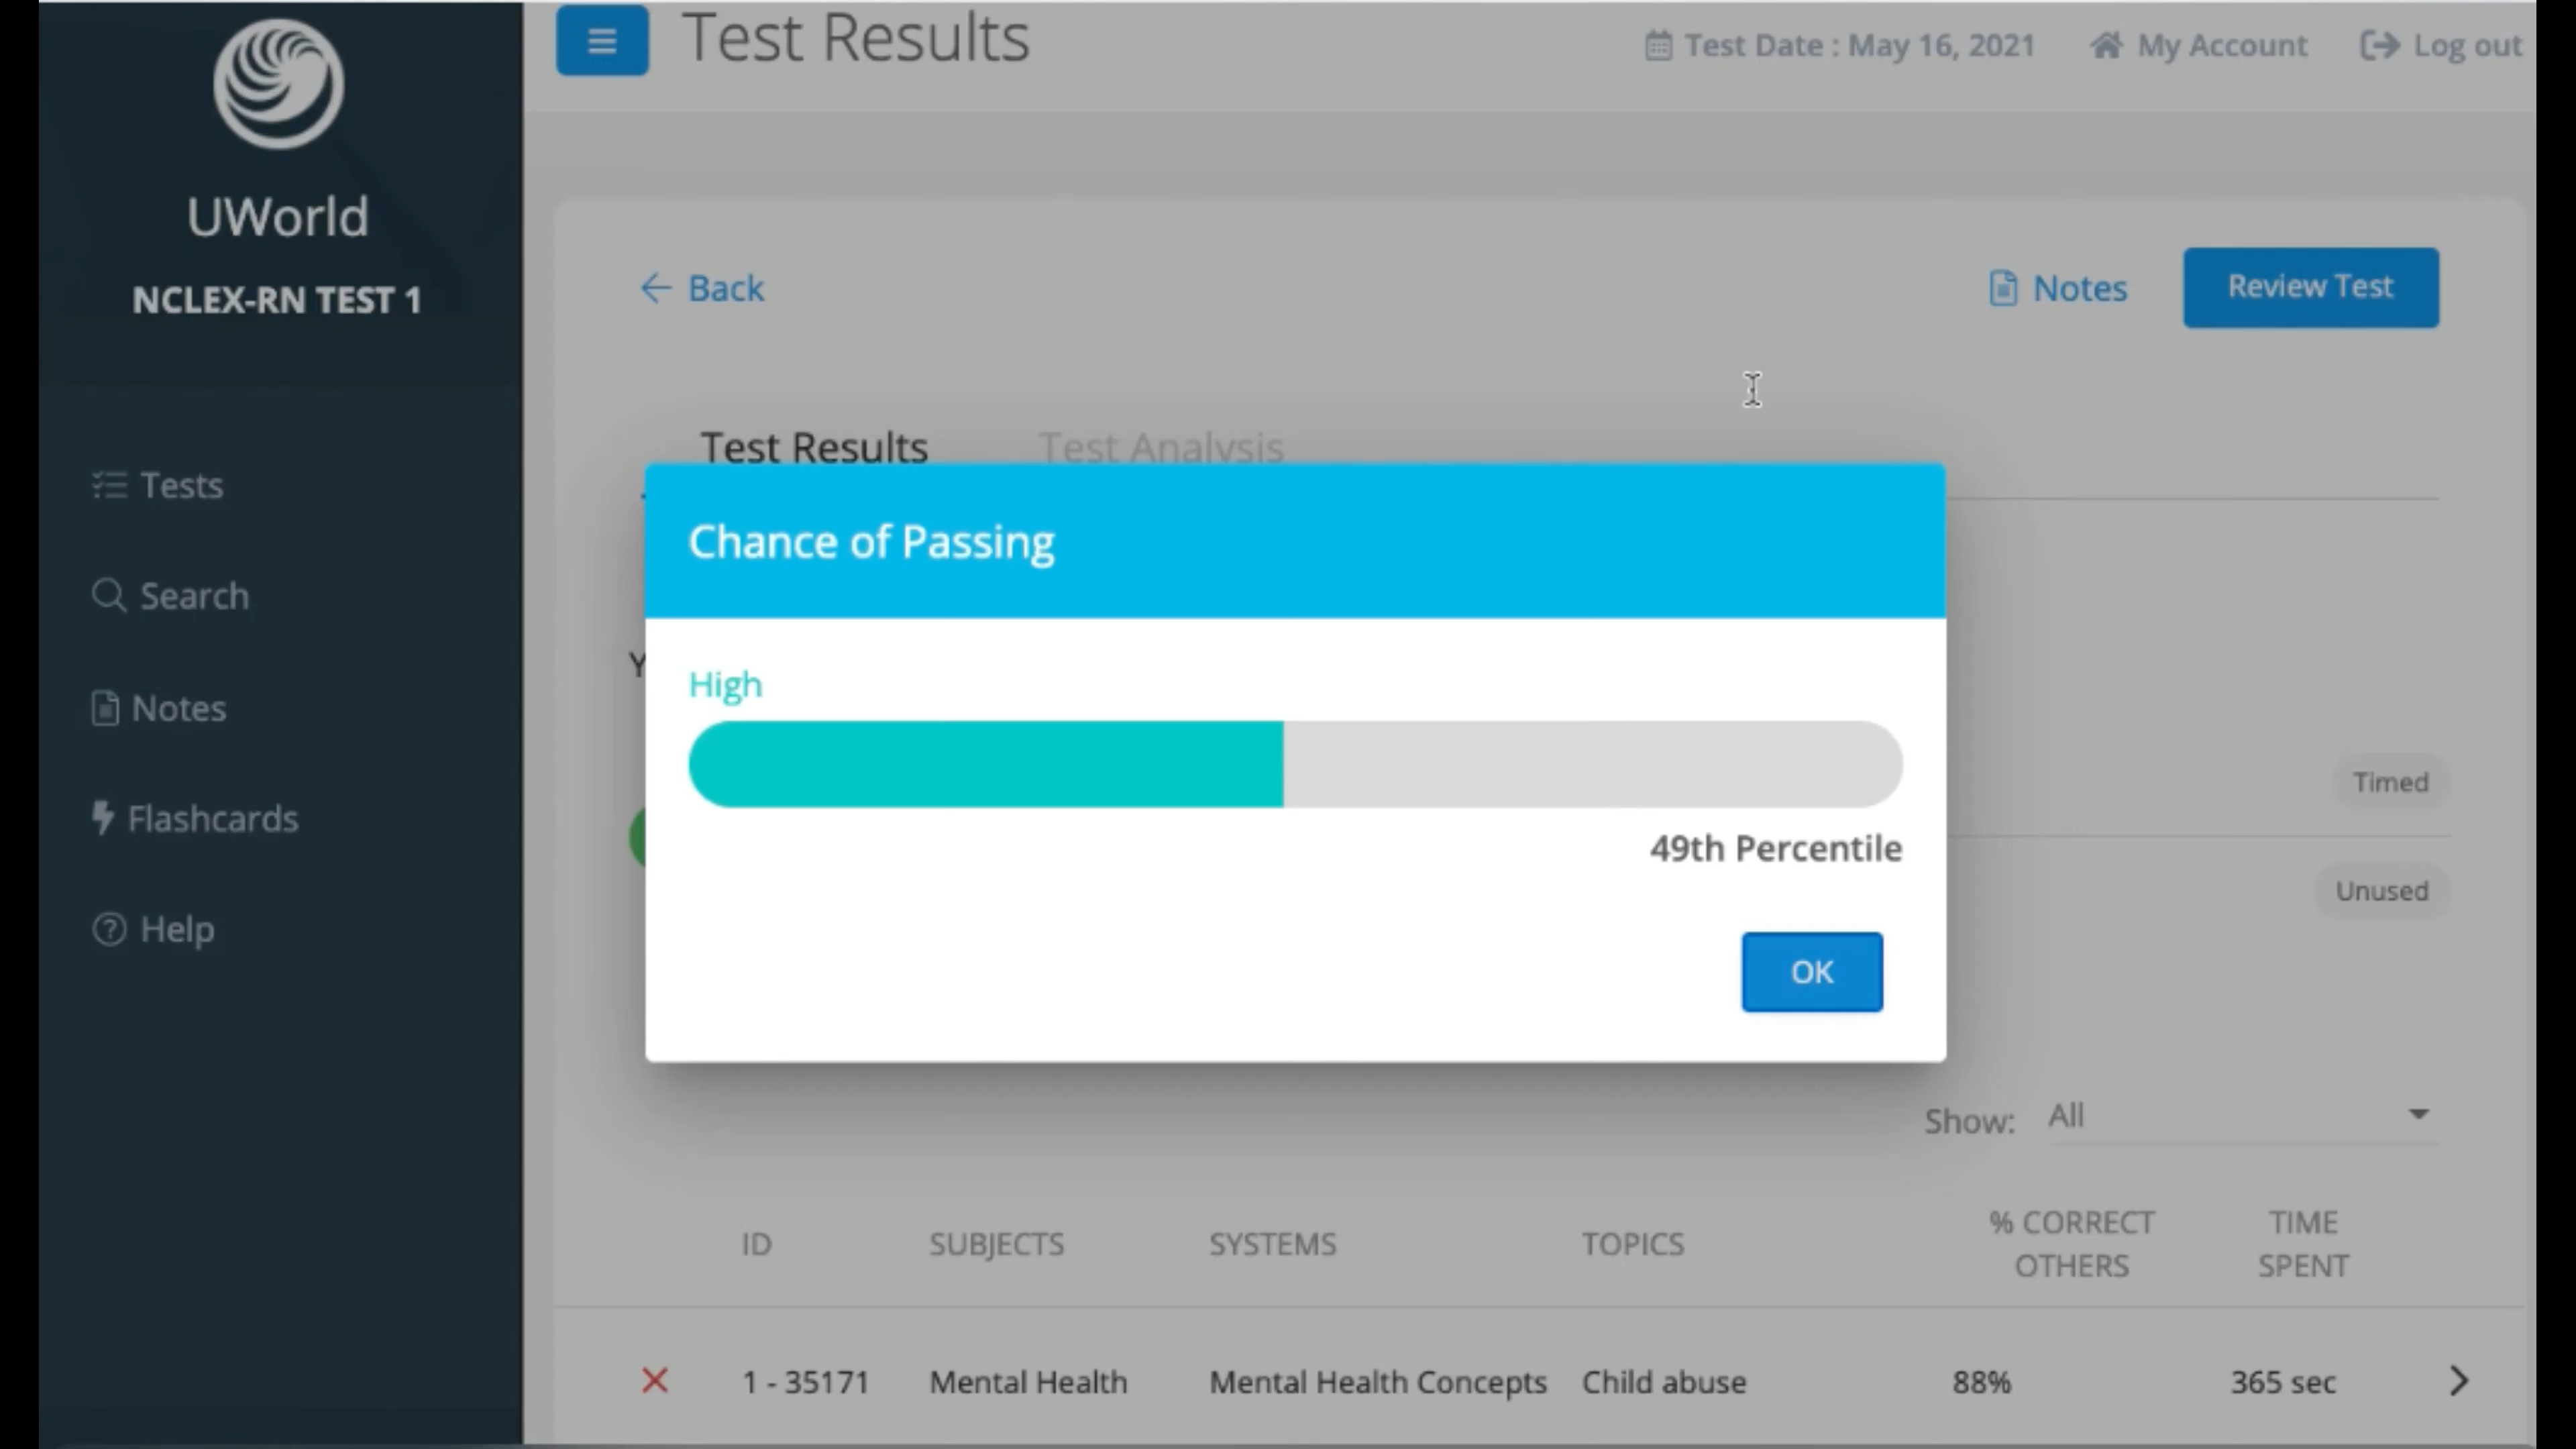 Test Results
Test Date : May 16, 2021
My Account
Log out
UWorld
NCLEX-RN TEST 1
Tests
Search
Notes
Flashcards
Help
Back
Notes
Review Test
Test Results
Test Analysis
Chance of Passing
High
49th Percentile
OK
Y
Timed
Unused
Show: All
ID SUBJECTS SYSTEMS TOPICS % CORRECT OTHERS TIME SPENT
1 - 35171 Mental Health Mental Health Concepts Child abuse 88% 365 sec